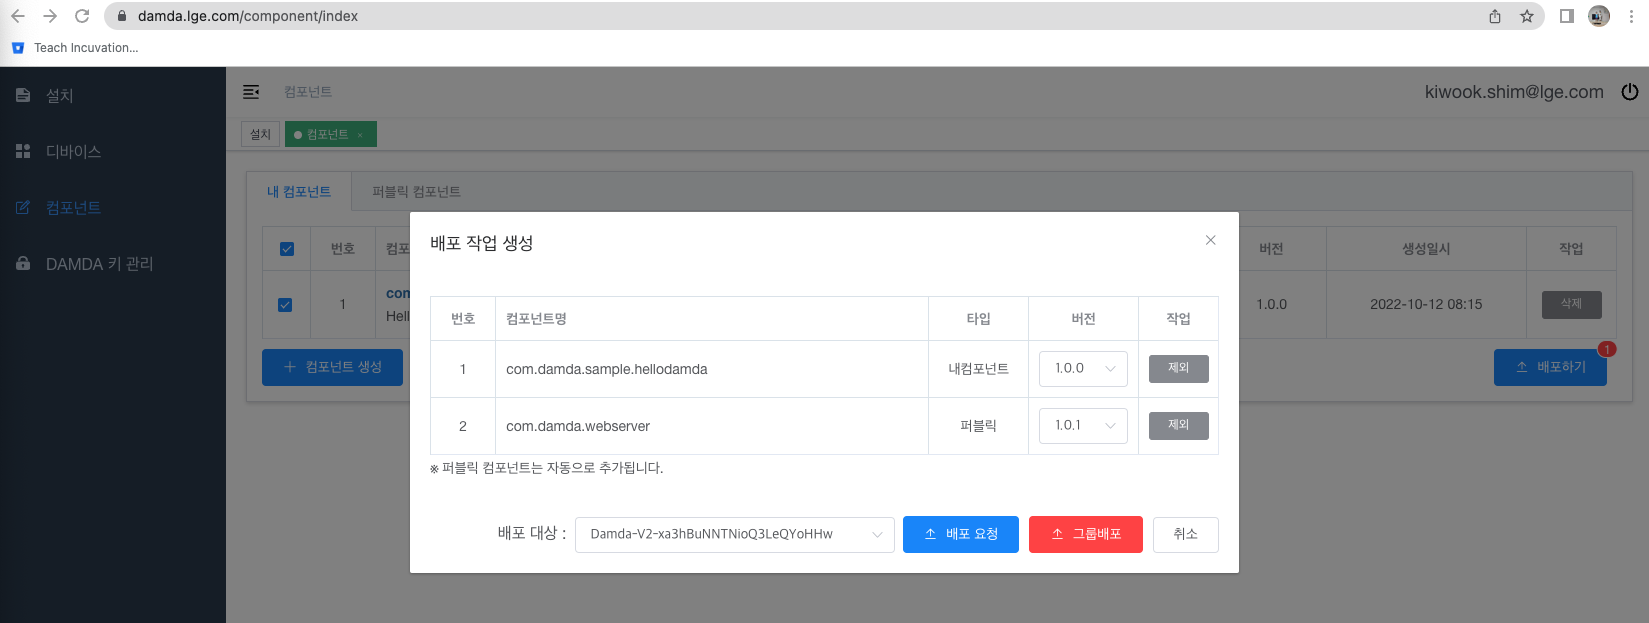 damda.lge.com/component/index
Teach Incuvation...
설치
디바이스
컴포넌트
DAMDA 키 관리
컴포넌트
kiwook.shim@lge.com
설치
컴포넌트 ×
내 컴포넌트
퍼블릭 컴포넌트
번호
버전
생성일시
작업
1
1.0.0
2022-10-12 08:15
삭제
+ 컴포넌트 생성
배포하기
1
배포 작업 생성
번호 컴포넌트명 타입 버전 작업
1 com.damda.sample.hellodamda 내컴포넌트 1.0.0 제외
2 com.damda.webserver 퍼블릭 1.0.1 제외
※ 퍼블릭 컴포넌트는 자동으로 추가됩니다.
배포 대상 : Damda-V2-xa3hBuNNTNioQ3LeQYoHHw 배포 요청 그룹배포 취소